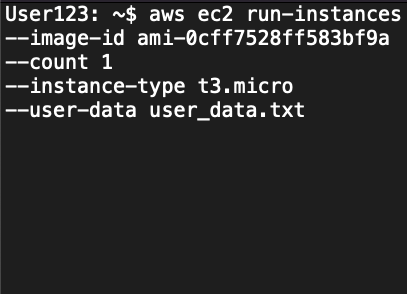 User123: ~$ aws ec2 run-instances
--image-id ami-0cff7528ff583bf9a
--count 1
--instance-type t3.micro
--user-data user_data.txt